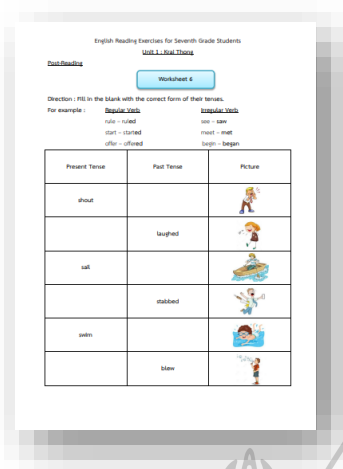 English Reading Exercises for Seventh Grade Students
Unit 1 : Krai Thong
Post-Reading
Worksheet 6
Direction : Fill in the blank with the correct form of their tenses.
For example : Regular Verb Irregular Verb
rule – ruled see – saw
start – started meet – met
offer – offered begin – began
Present Tense Past Tense Picture
shout
laughed
sail
stabbed
swim
blew